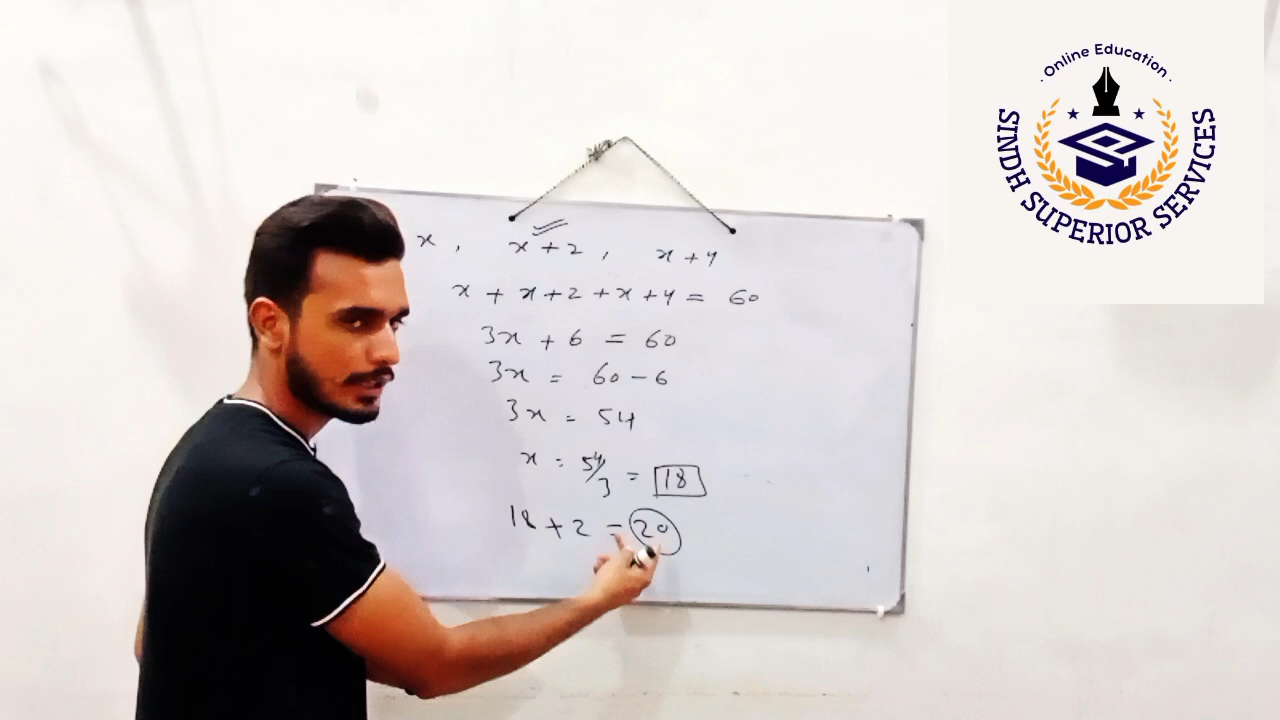 · Online Education ·
SINDH SUPERIOR SERVICES
x , x+2 , x+4
x + x+2 + x+4 = 60
3x + 6 = 60
3x = 60-6
3x = 54
x = 54/3 = 18
18 + 2 = 20